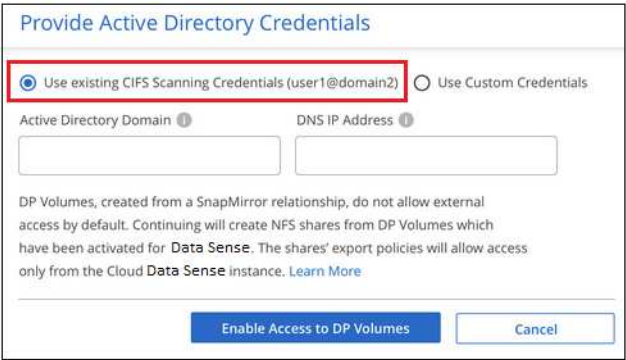 Provide Active Directory Credentials
Use existing CIFS Scanning Credentials (user1@domain2) Use Custom Credentials
Active Directory Domain DNS IP Address
DP Volumes, created from a SnapMirror relationship, do not allow external
access by default. Continuing will create NFS shares from DP Volumes which
have been activated for Data Sense. The shares' export policies will allow access
only from the Cloud Data Sense instance. Learn More
Enable Access to DP Volumes Cancel